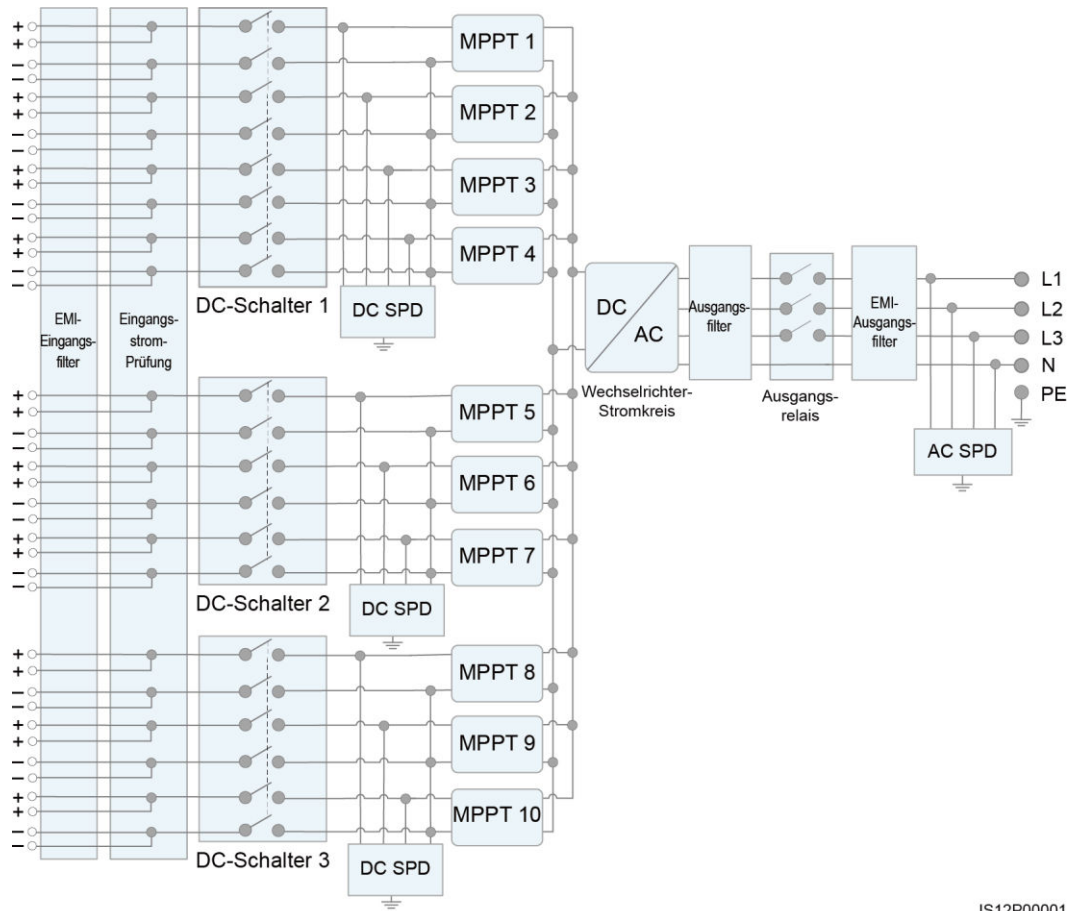 MPPT 1
MPPT 2
MPPT 3
MPPT 4
DC-Schalter 1
DC SPD
EMI-
Eingangs-
filter
Eingangs-
strom-
Prüfung
DC
AC
Wechselrichter-
Stromkreis
Ausgangs-
filter
Ausgangs-
relais
EMI-
Ausgangs-
filter
L1
L2
L3
N
PE
AC SPD
MPPT 5
MPPT 6
MPPT 7
DC-Schalter 2
DC SPD
MPPT 8
MPPT 9
MPPT 10
DC-Schalter 3
DC SPD
IS12P00001